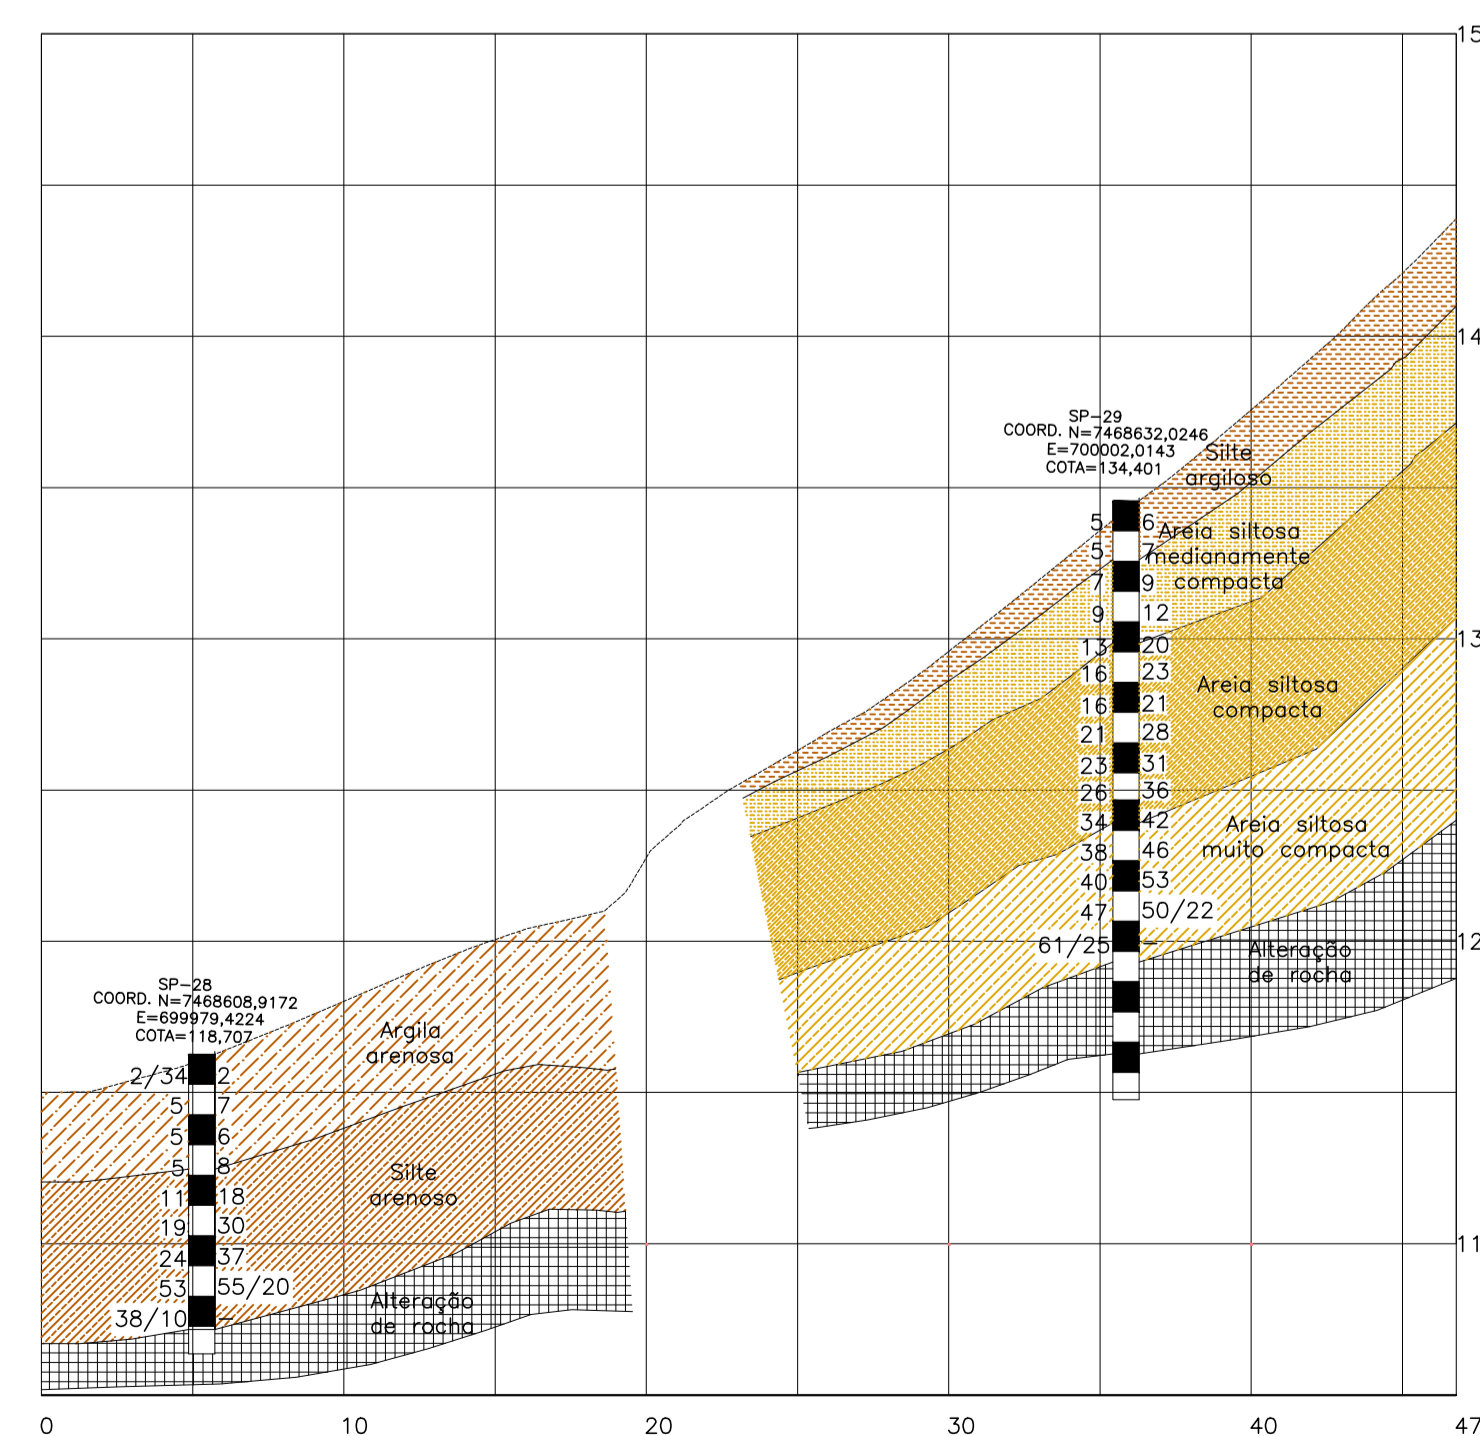 15
14
SP-29
COORD. N=7468632,0246
E=700002,0143
COTA=134,401
Silte
argiloso
5 6
Areia siltosa
5 7
medianamente
7 9
compacta
9 12
13 20
13
16 23
Areia siltosa
16 21
compacta
21 28
23 31
26 36
34 42
Areia siltosa
38 46
muito compacta
40 53
47 50/22
61/25 –
12
Alteração
de rocha
SP-28
COORD. N=7468608,9172
E=699979,4224
COTA=118,707
Argila
arenosa
2/34 2
5 7
5 6
5 8
Silte
arenoso
11 18
19 30
11
24 37
53 55/20
Alteração
38/10 –
de rocha
0 10 20 30 40 47